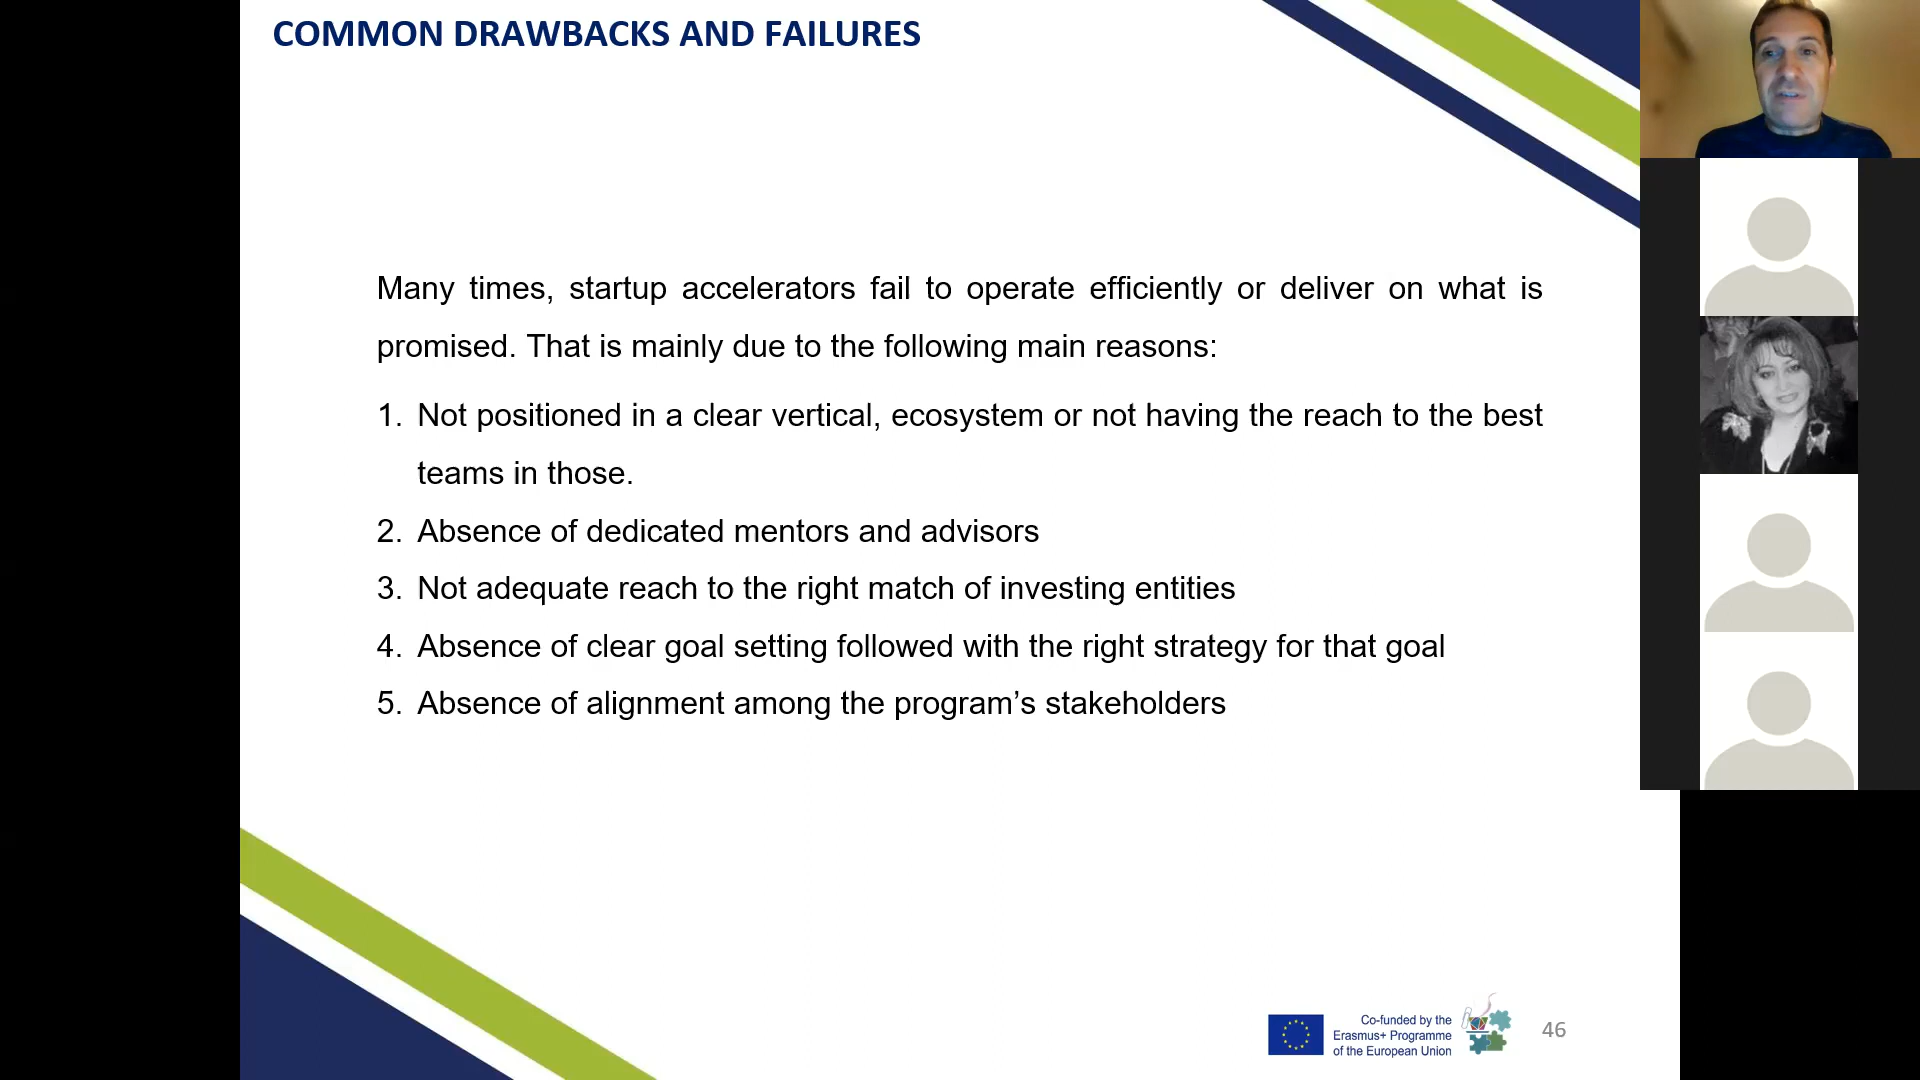 COMMON DRAWBACKS AND FAILURES
Many times, startup accelerators fail to operate efficiently or deliver on what is
promised. That is mainly due to the following main reasons:
1. Not positioned in a clear vertical, ecosystem or not having the reach to the best
teams in those.
2. Absence of dedicated mentors and advisors
3. Not adequate reach to the right match of investing entities
4. Absence of clear goal setting followed with the right strategy for that goal
5. Absence of alignment among the program’s stakeholders
Co-funded by the
Erasmus+ Programme
of the European Union
46